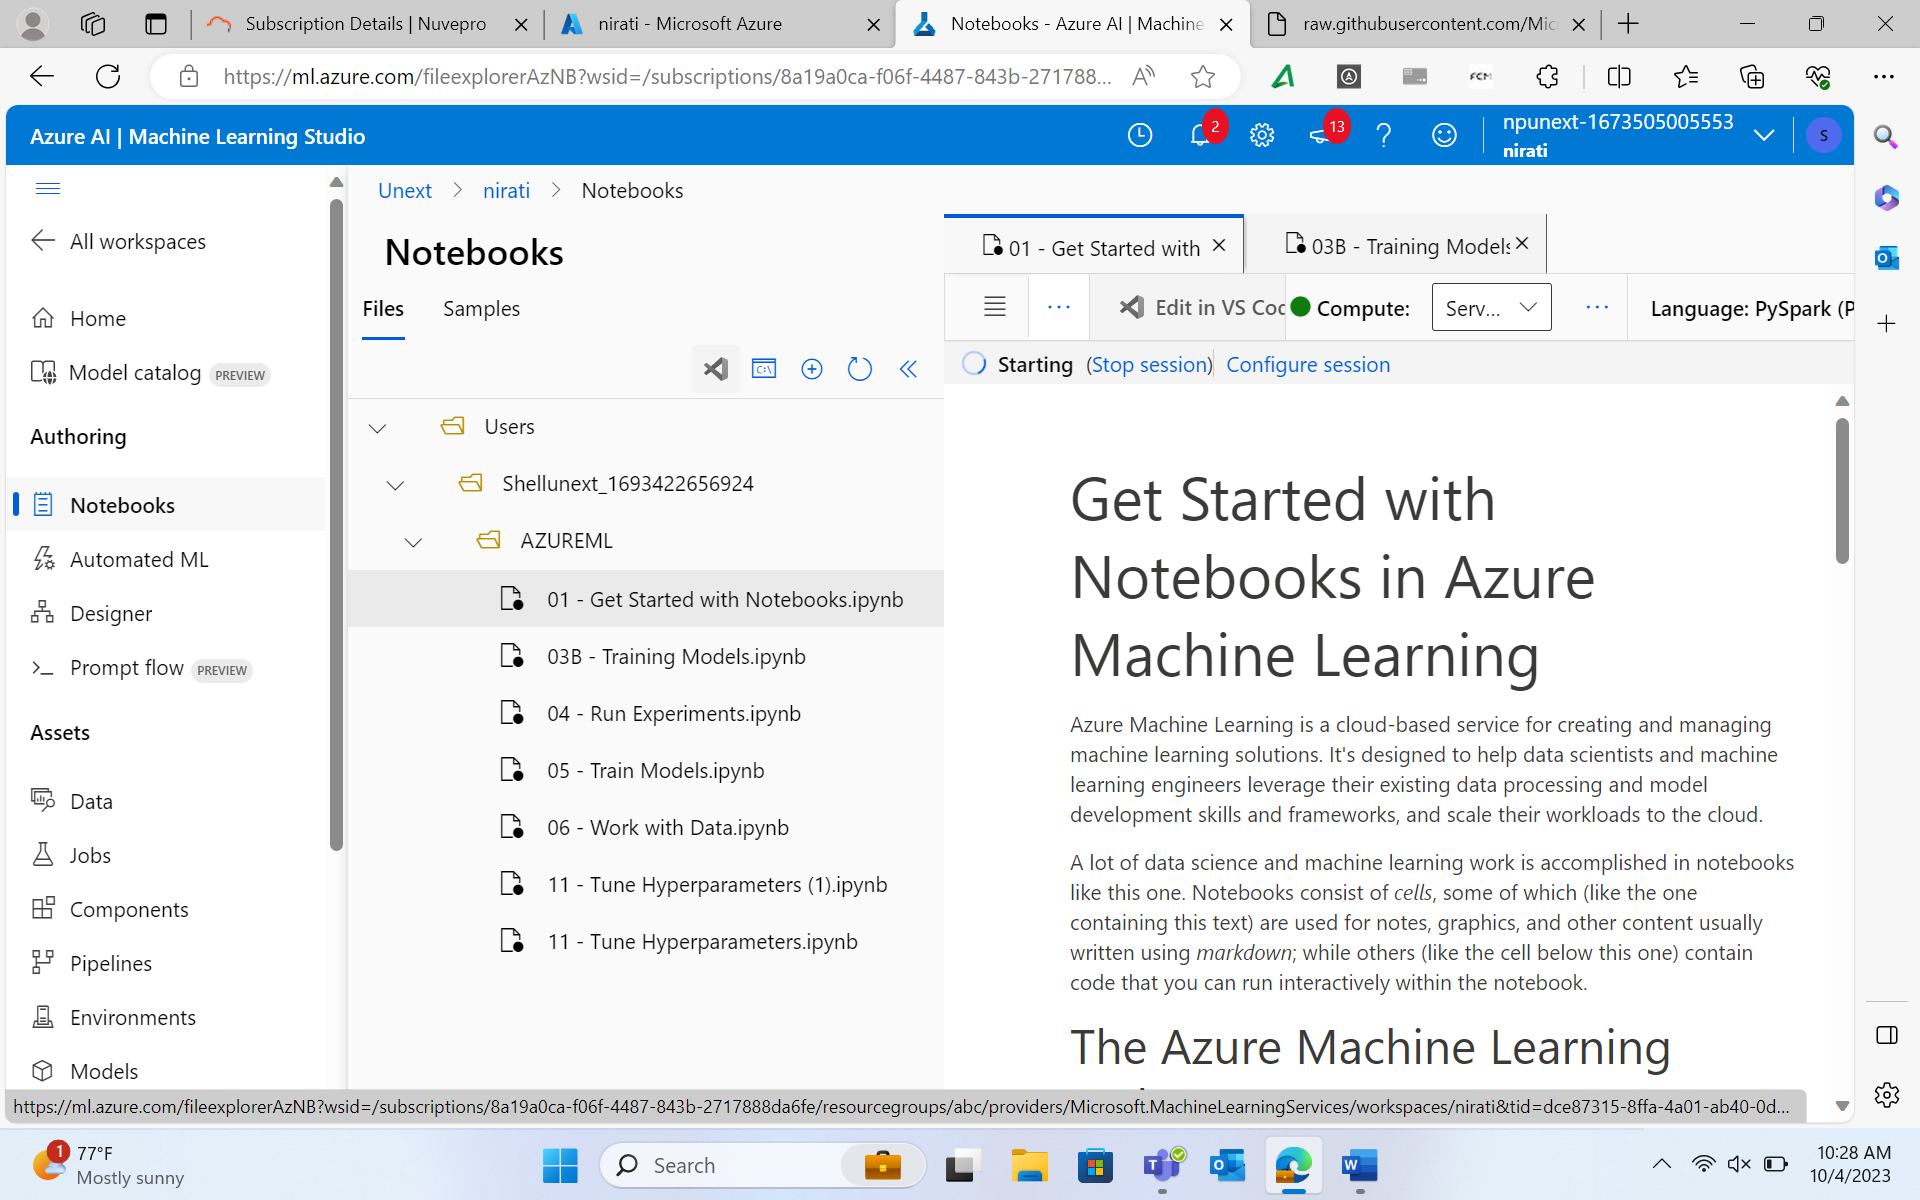 Subscription Details | Nuvepro
nirati - Microsoft Azure
Notebooks - Azure AI | Machine
raw.githubusercontent.com/Mic
https://ml.azure.com/fileexplorerAzNB?wsid=/subscriptions/8a19a0ca-f06f-4487-843b-271788...
FCM
Azure AI | Machine Learning Studio
2
13
npunext-1673505005553
nirati
S
All workspaces
Home
Model catalog PREVIEW
Authoring
Notebooks
Automated ML
Designer
Prompt flow PREVIEW
Assets
Data
Jobs
Components
Pipelines
Environments
Models
Unext > nirati > Notebooks
Notebooks
Files
Samples
Users
Shellunext_1693422656924
AZUREML
01 - Get Started with Notebooks.ipynb
03B - Training Models.ipynb
04 - Run Experiments.ipynb
05 - Train Models.ipynb
06 - Work with Data.ipynb
11 - Tune Hyperparameters (1).ipynb
11 - Tune Hyperparameters.ipynb
01 - Get Started with
03B - Training Models
Edit in VS Coc
Compute:
Serv...
Language: PySpark (P
Starting (Stop session) Configure session
Get Started with
Notebooks in Azure
Machine Learning
Azure Machine Learning is a cloud-based service for creating and managing
machine learning solutions. It's designed to help data scientists and machine
learning engineers leverage their existing data processing and model
development skills and frameworks, and scale their workloads to the cloud.
A lot of data science and machine learning work is accomplished in notebooks
like this one. Notebooks consist of cells, some of which (like the one
containing this text) are used for notes, graphics, and other content usually
written using markdown; while others (like the cell below this one) contain
code that you can run interactively within the notebook.
The Azure Machine Learning
https://ml.azure.com/fileexplorerAzNB?wsid=/subscriptions/8a19a0ca-f06f-4487-843b-2717888da6fe/resourcegroups/abc/providers/Microsoft.MachineLearningServices/workspaces/nirati&tid=dce87315-8ffa-4a01-ab40-0d...
1
77°F
Mostly sunny
Search
10:28 AM
10/4/2023